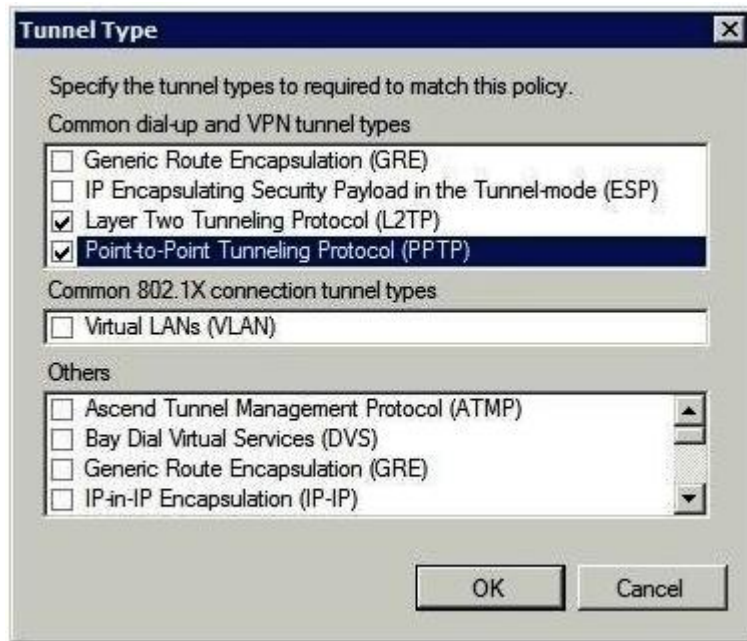 Tunnel Type
Specify the tunnel types to required to match this policy.
Common dial-up and VPN tunnel types
Generic Route Encapsulation (GRE)
IP Encapsulating Security Payload in the Tunnel-mode (ESP)
Layer Two Tunneling Protocol (L2TP)
Point-to-Point Tunneling Protocol (PPTP)
Common 802.1X connection tunnel types
Virtual LANs (VLAN)
Others
Ascend Tunnel Management Protocol (ATMP)
Bay Dial Virtual Services (DVS)
Generic Route Encapsulation (GRE)
IP-in-IP Encapsulation (IP-IP)
OK Cancel